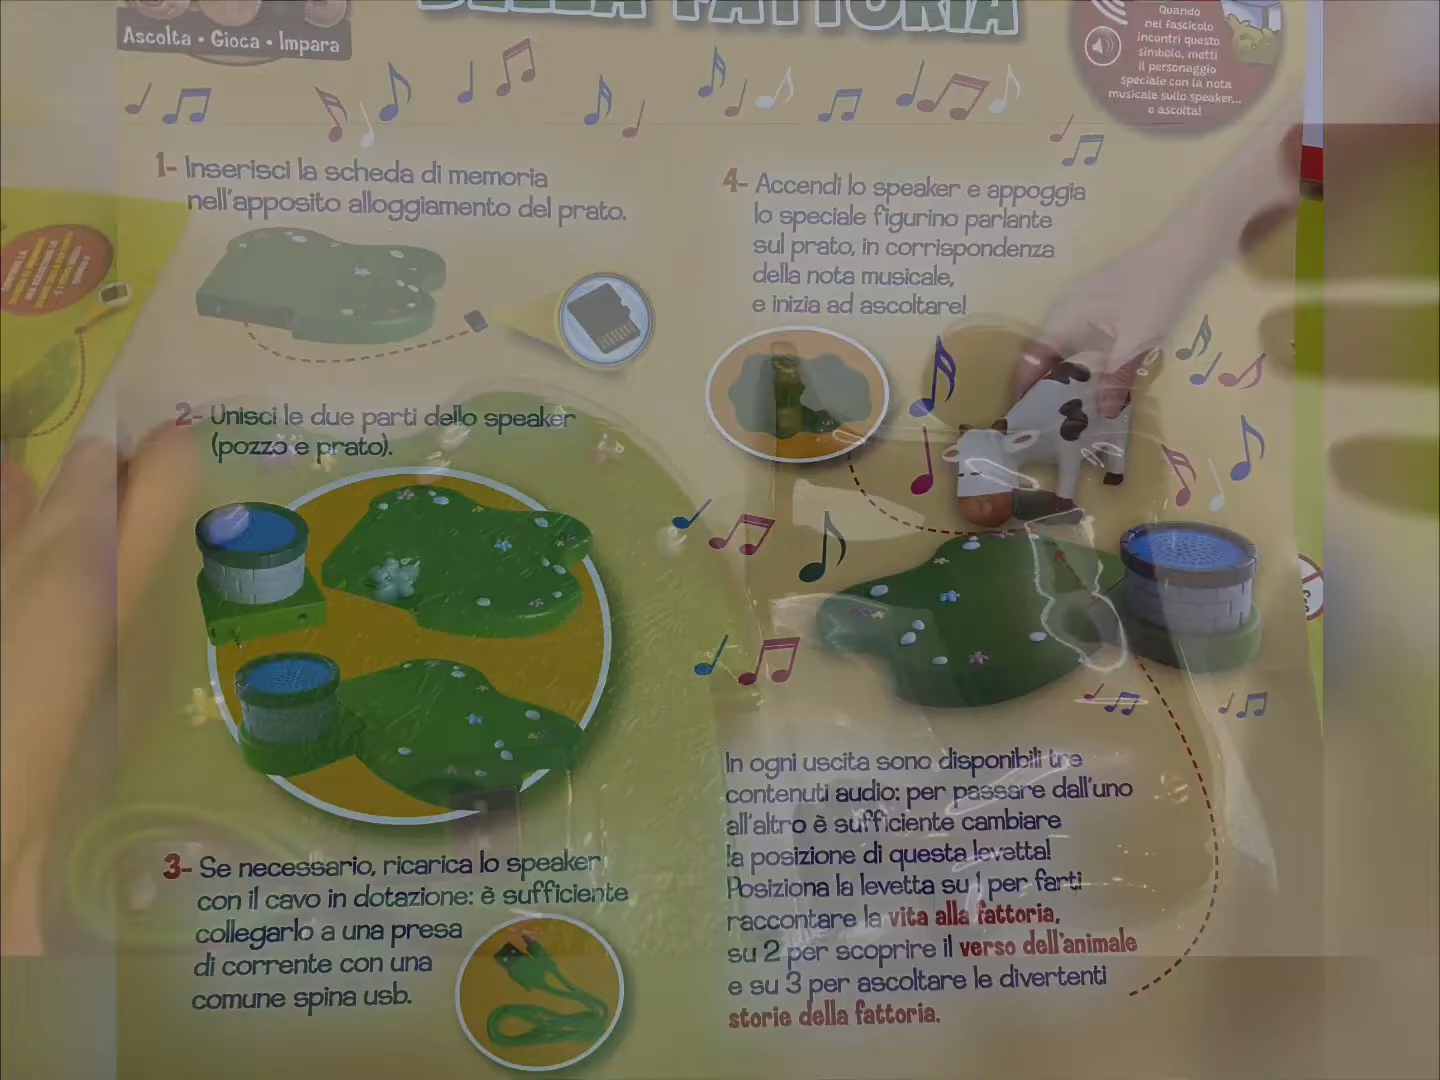 DELLA FATTORIA
Ascolta • Gioca • Impara
Quando
nel fascicolo
incontri questo
simbolo, metti
il personaggio
speciale con la nota
musicale sullo speaker...
e ascolta!
1- Inserisci la scheda di memoria
nell'apposito alloggiamento del prato.
2- Unisci le due parti dello speaker
(pozzo e prato).
3- Se necessario, ricarica lo speaker
con il cavo in dotazione: è sufficiente
collegarlo a una presa
di corrente con una
comune spina usb.
4- Accendi lo speaker e appoggia
lo speciale figurino parlante
sul prato, in corrispondenza
della nota musicale,
e inizia ad ascoltare!
In ogni uscita sono disponibili tre
contenuti audio: per passare dall'uno
all'altro è sufficiente cambiare
la posizione di questa levetta!
Posiziona la levetta su 1 per farti
raccontare la vita alla fattoria,
su 2 per scoprire il verso dell'animale
e su 3 per ascoltare le divertenti
storie della fattoria.